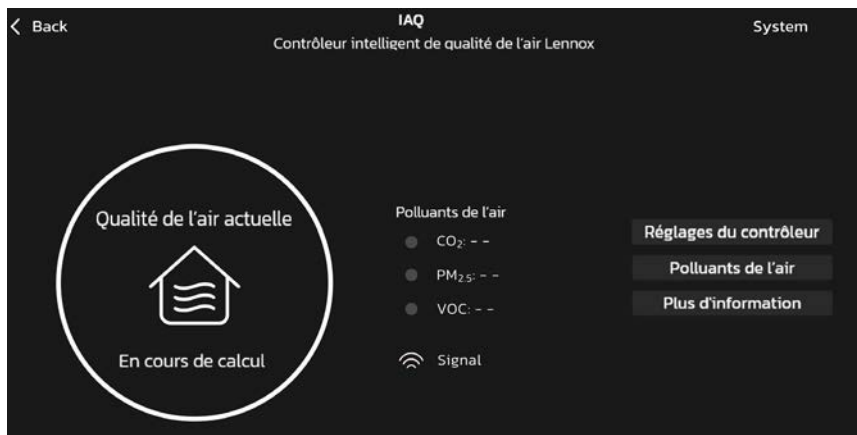 Back
IAQ
System
Contrôleur intelligent de qualité de l'air Lennox
Qualité de l'air actuelle
En cours de calcul
Polluants de l'air
CO₂: - -
PM₂.₅: - -
VOC: - -
Signal
Réglages du contrôleur
Polluants de l'air
Plus d'information